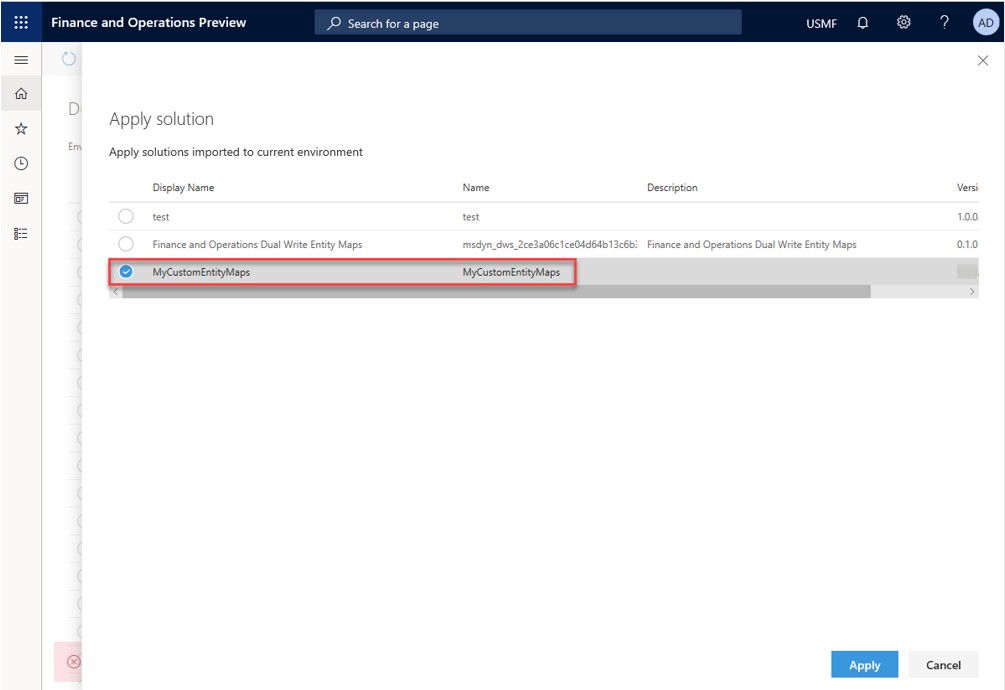 Finance and Operations Preview
Search for a page
USMF
?
AD
D
Env
Apply solution
Apply solutions imported to current environment
Display Name Name Description Versi
test test 1.0.0.
Finance and Operations Dual Write Entity Maps msdyn_dws_2ce3a06c1ce04d64b13c6b: Finance and Operations Dual Write Entity Maps 0.1.0
MyCustomEntityMaps MyCustomEntityMaps
Apply Cancel